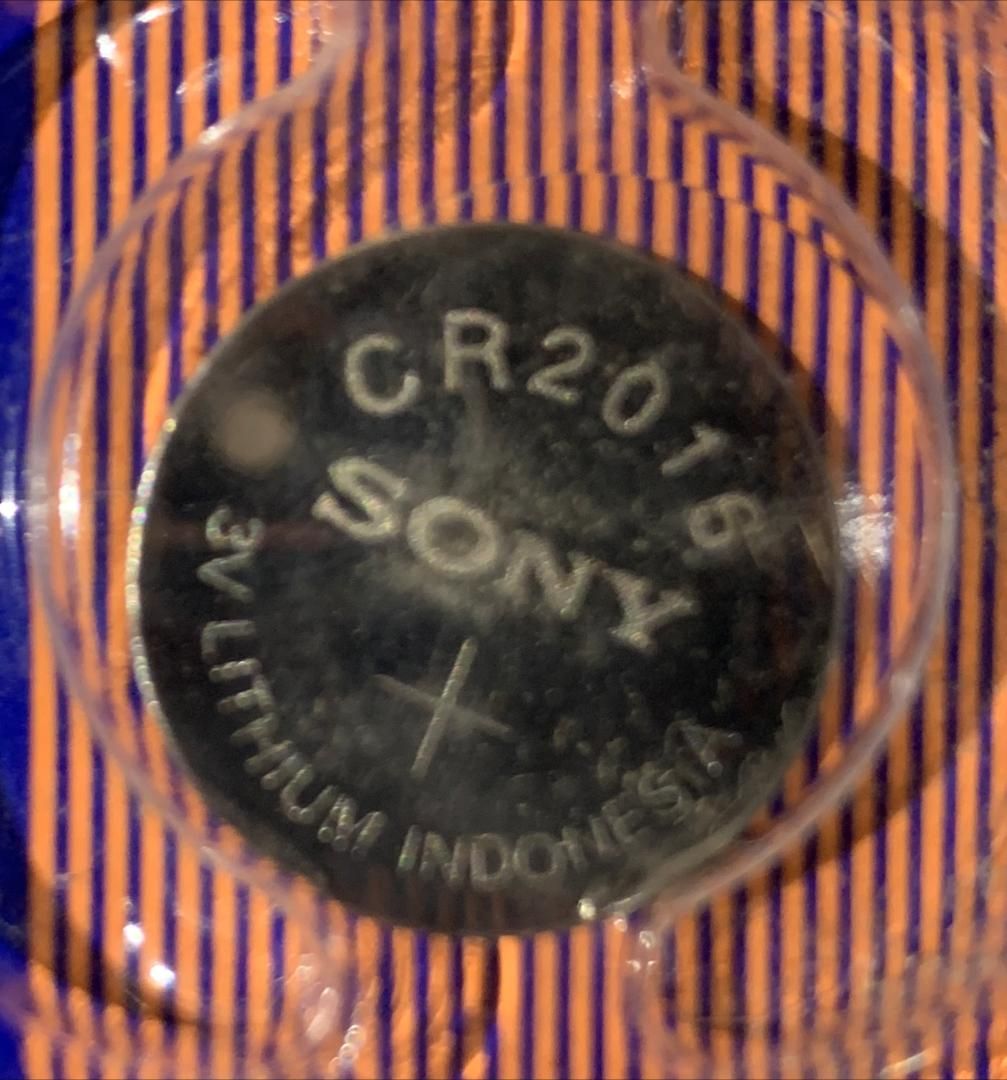 CR2016
SONY
+
3V LITHIUM INDONESIA